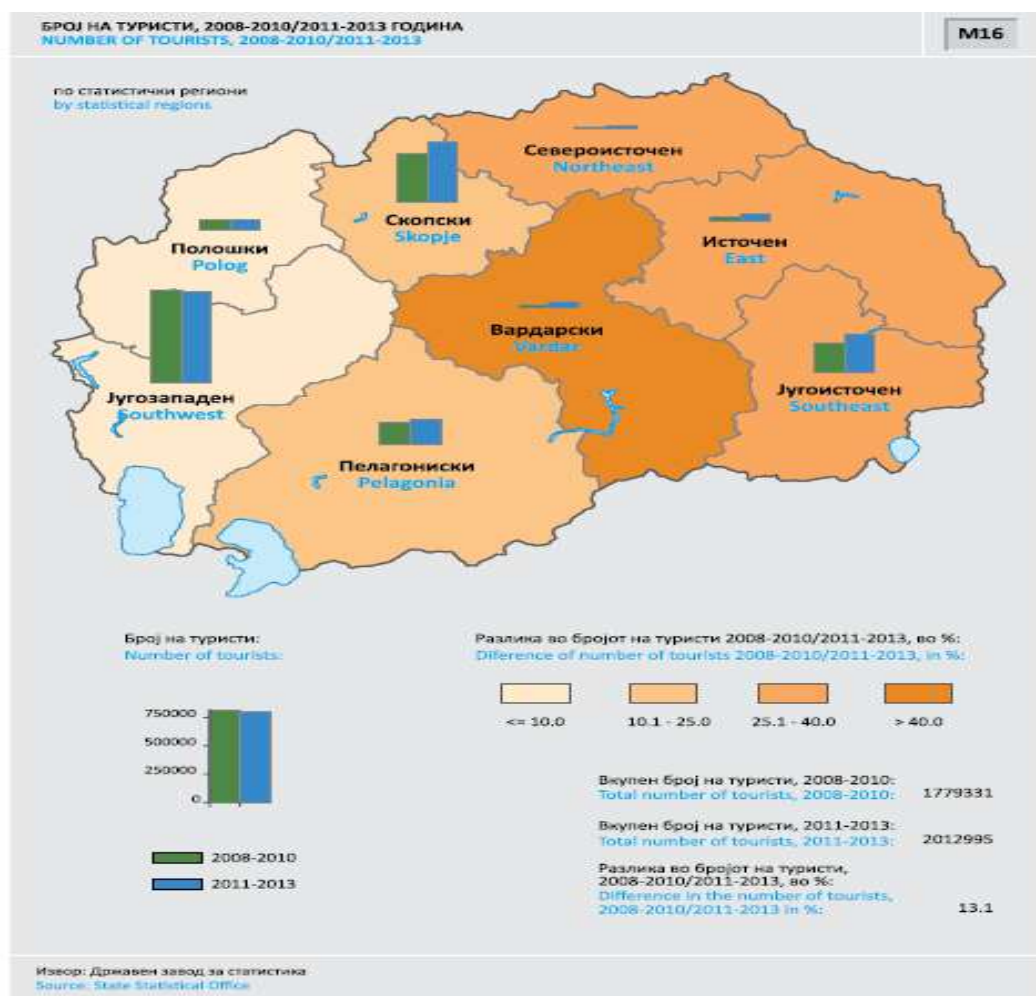 БРОЈ НА ТУРИСТИ, 2008-2010/2011-2013 ГОДИНА
NUMBER OF TOURISTS, 2008-2010/2011-2013
M16
по статистички региони
by statistical regions
Североисточен
Northeast
Скопски
Skopje
Полошки
Polog
Источен
East
Вардарски
Vardar
Југозападен
Southwest
Југоисточен
Southeast
Пелагониски
Pelagonia
Број на туристи:
Number of tourists:
750000
500000
250000
0
2008-2010
2011-2013
Разлика во бројот на туристи 2008-2010/2011-2013, во %:
Diference of number of tourists 2008-2010/2011-2013, in %:
<= 10.0
10.1 - 25.0
25.1 - 40.0
> 40.0
Вкупен број на туристи, 2008-2010:
Total number of tourists, 2008-2010:
1779331
Вкупен број на туристи, 2011-2013:
Total number of tourists, 2011-2013:
2012995
Разлика во бројот на туристи,
2008-2010/2011-2013, во %:
Difference in the number of tourists,
2008-2010/2011-2013 in %:
13.1
Извор: Државен завод за статистика
Source: State Statistical Office